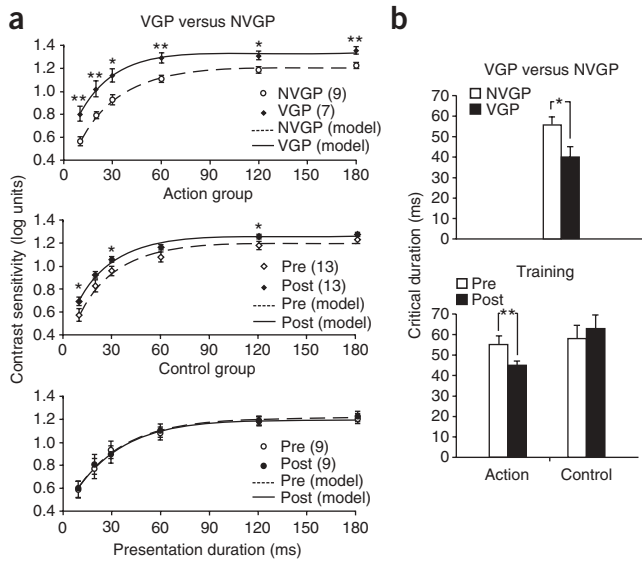 a
VGP versus NVGP
1.4
1.2
1.0
0.8
0.6
0.4
** ** * ** * **
NVGP (9)
VGP (7)
NVGP (model)
VGP (model)
0 30 60 90 120 150 180
Action group
1.4
1.2
1.0
0.8
0.6
0.4
* * *
Pre (13)
Post (13)
Pre (model)
Post (model)
0 30 60 90 120 150 180
Control group
1.4
1.2
1.0
0.8
0.6
0.4
Pre (9)
Post (9)
Pre (model)
Post (model)
0 30 60 90 120 150 180
Presentation duration (ms)
Contrast sensitivity (log units)
b
VGP versus NVGP
NVGP
VGP
*
70
60
50
40
30
20
10
0
Training
Pre
Post
**
70
60
50
40
30
20
10
0
Action Control
Critical duration (ms)